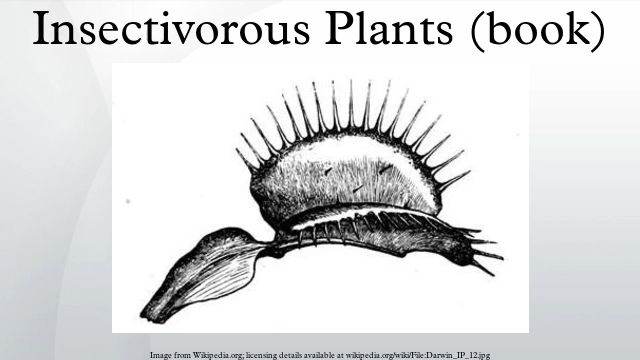 Insectivorous Plants (book)
Image from Wikipedia.org; licensing details available at wikipedia.org/wiki/File:Darwin_IP_12.jpg